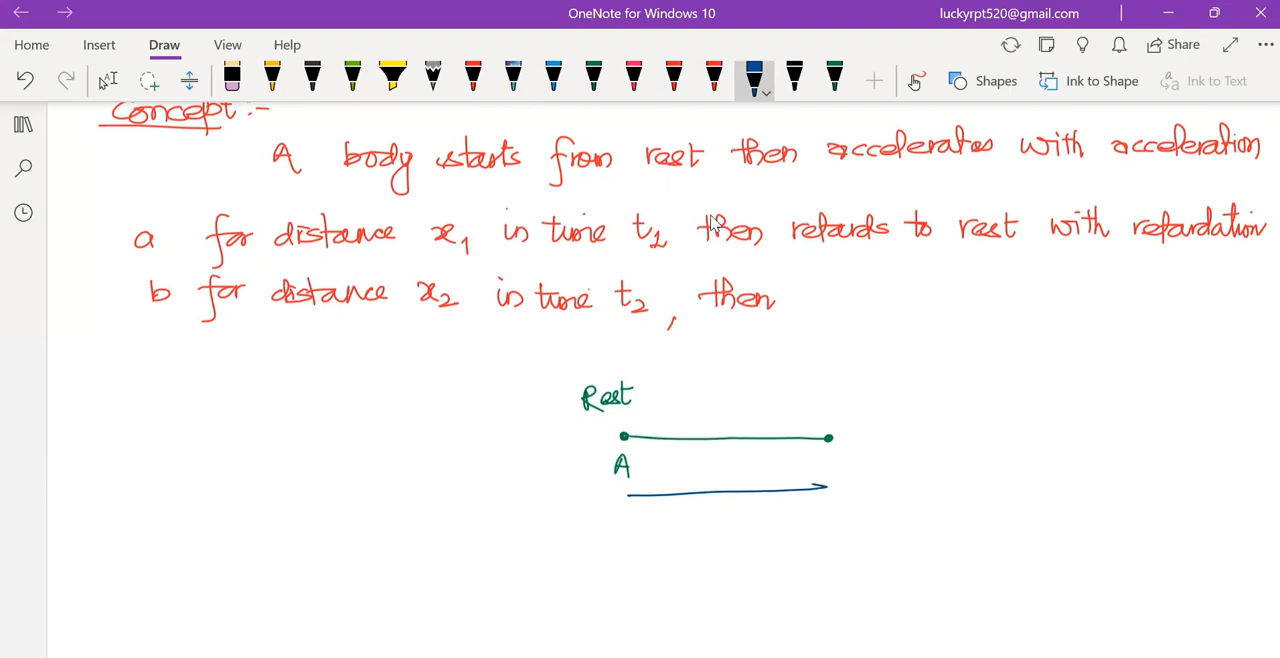 OneNote for Windows 10
luckyrpt520@gmail.com
Home Insert Draw View Help
Share
Shapes Ink to Shape Ink to Text
Concept :-
A body starts from rest then accelerates with acceleration
a for distance x₁ in time t₂ then retards to rest with retardation
b for distance x₂ in time t₂, then
Rest
A